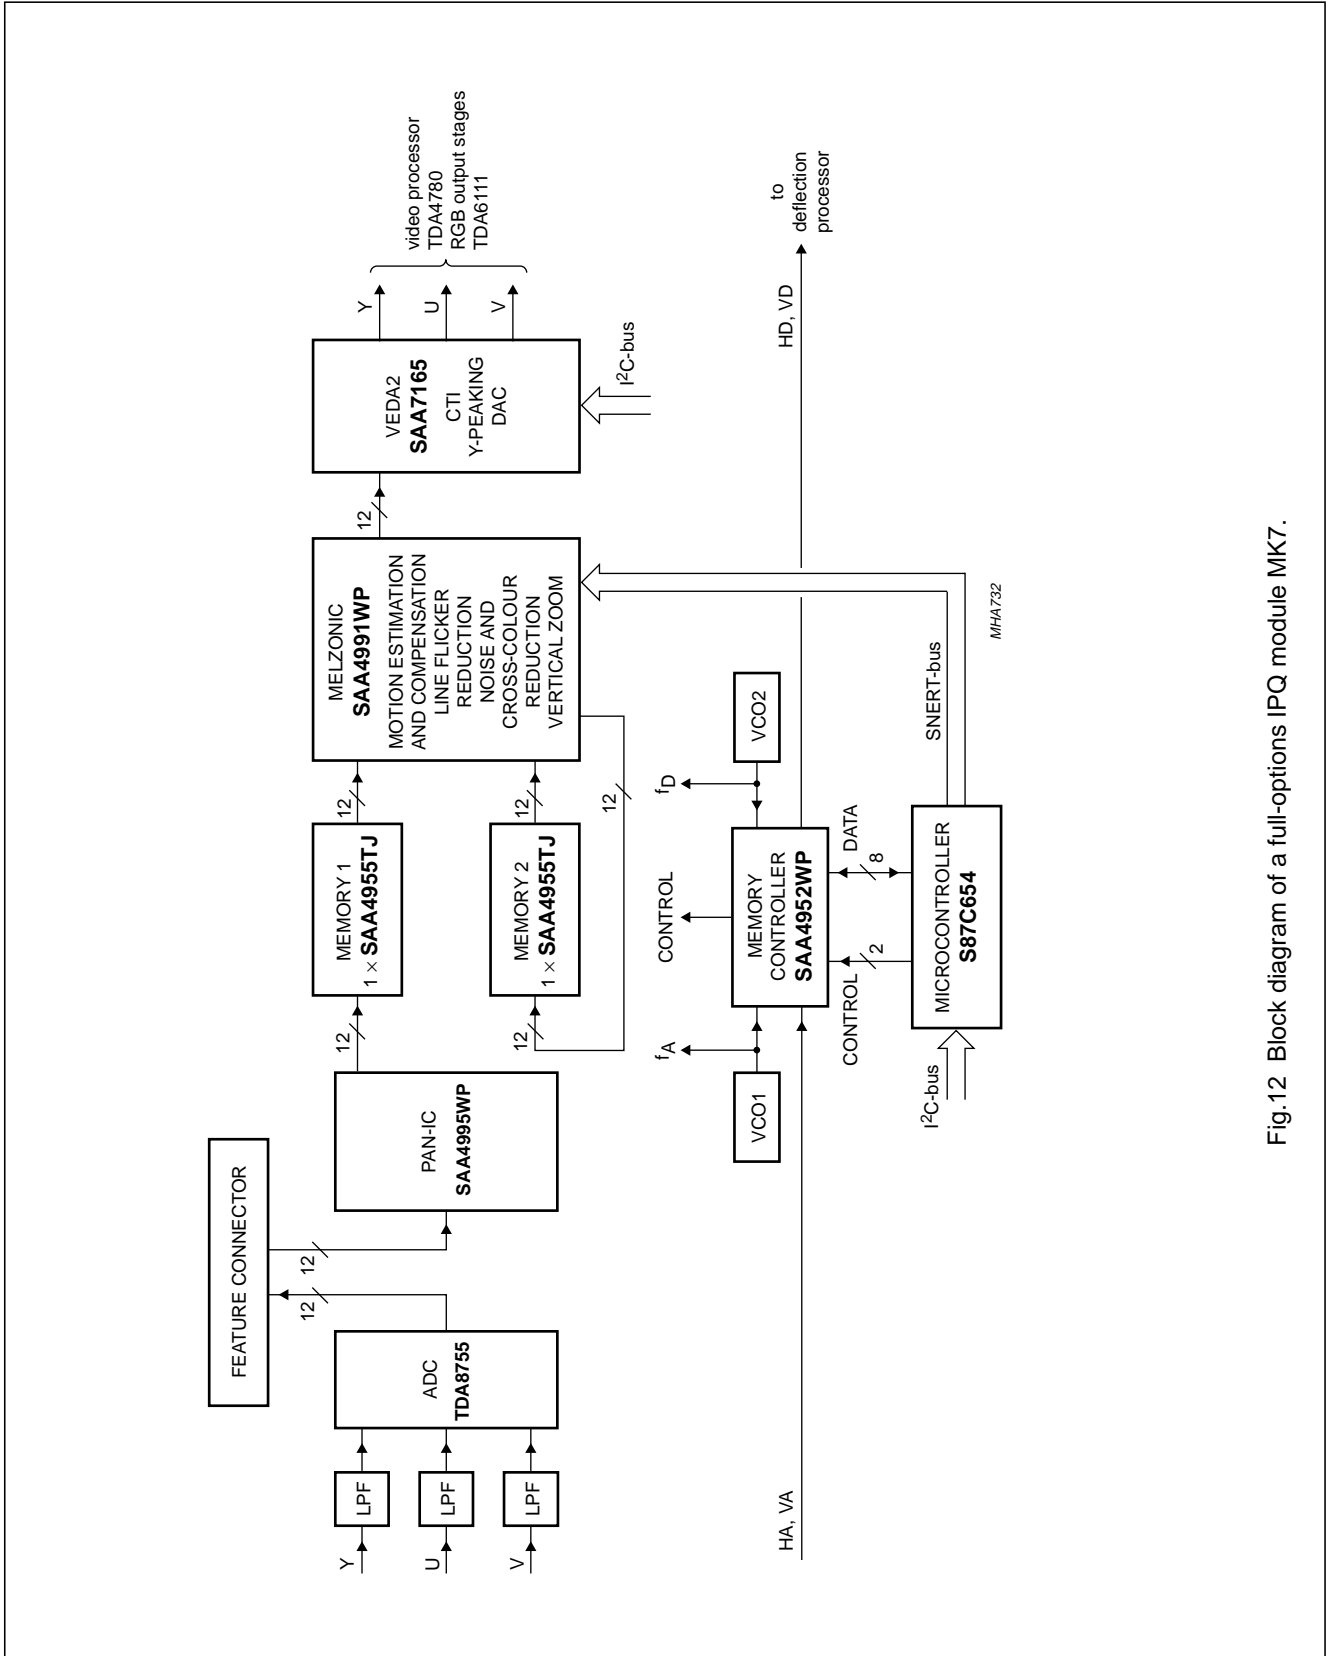 FEATURE CONNECTOR
12
12
Y
U
V
LPF
LPF
LPF
ADC
TDA8755
PAN-IC
SAA4995WP
12
12
MEMORY 1
1 × SAA4955TJ
MEMORY 2
1 × SAA4955TJ
12
12
12
MELZONIC
SAA4991WP
MOTION ESTIMATION
AND COMPENSATION
LINE FLICKER
REDUCTION
NOISE AND
CROSS-COLOUR
REDUCTION
VERTICAL ZOOM
12
VEDA2
SAA7165
CTI
Y-PEAKING
DAC
I²C-bus
Y
U
V
video processor
TDA4780
RGB output stages
TDA6111
HA, VA
VCO1
fA
CONTROL
fD
VCO2
MEMORY
CONTROLLER
SAA4952WP
HD, VD
to
deflection
processor
CONTROL
2
DATA
8
I²C-bus
MICROCONTROLLER
S87C654
SNERT-bus
MHA732
Fig.12 Block diagram of a full-options IPQ module MK7.